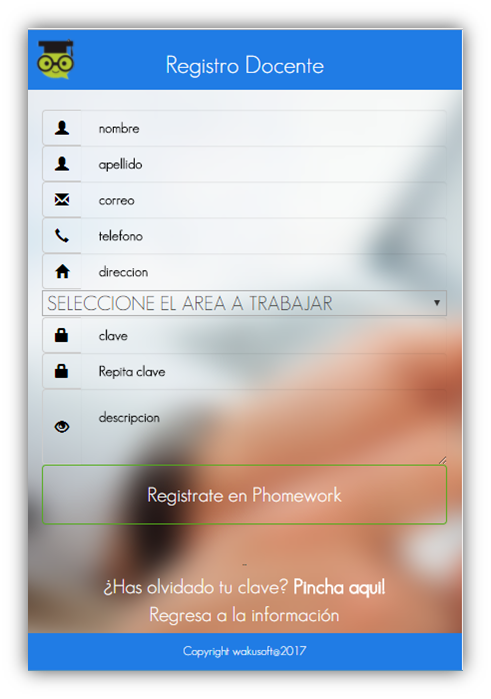 Registro Docente
nombre
apellido
correo
telefono
direccion
SELECCIONE EL AREA A TRABAJAR
clave
Repita clave
descripcion
Registrate en Phomework
-
¿Has olvidado tu clave? Pincha aqui!
Regresa a la información
Copyright wakusoft@2017